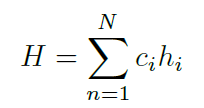 H = \sum_{n=1}^{N} c_i h_i